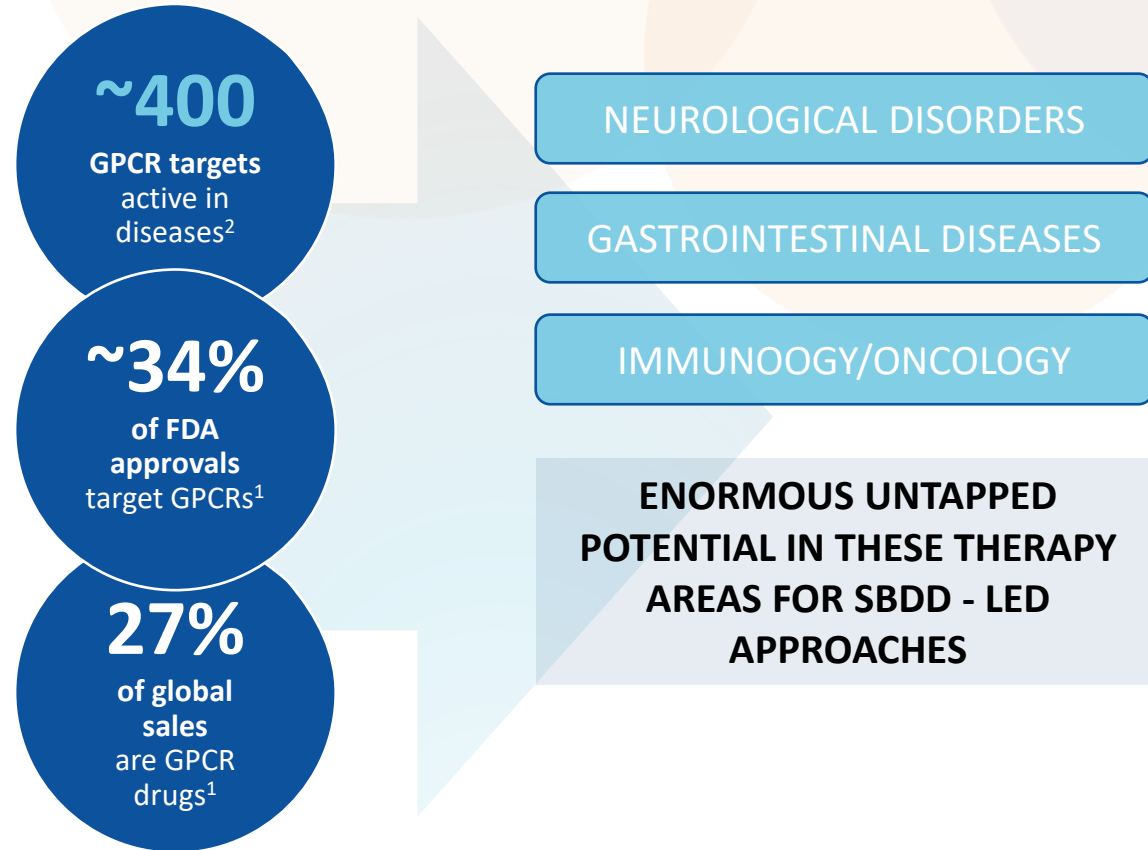 ~400
GPCR targets
active in
diseases²
~34%
of FDA
approvals
target GPCRs¹
27%
of global
sales
are GPCR
drugs¹
NEUROLOGICAL DISORDERS
GASTROINTESTINAL DISEASES
IMMUNOOGY/ONCOLOGY
ENORMOUS UNTAPPED
POTENTIAL IN THESE THERAPY
AREAS FOR SBDD - LED
APPROACHES